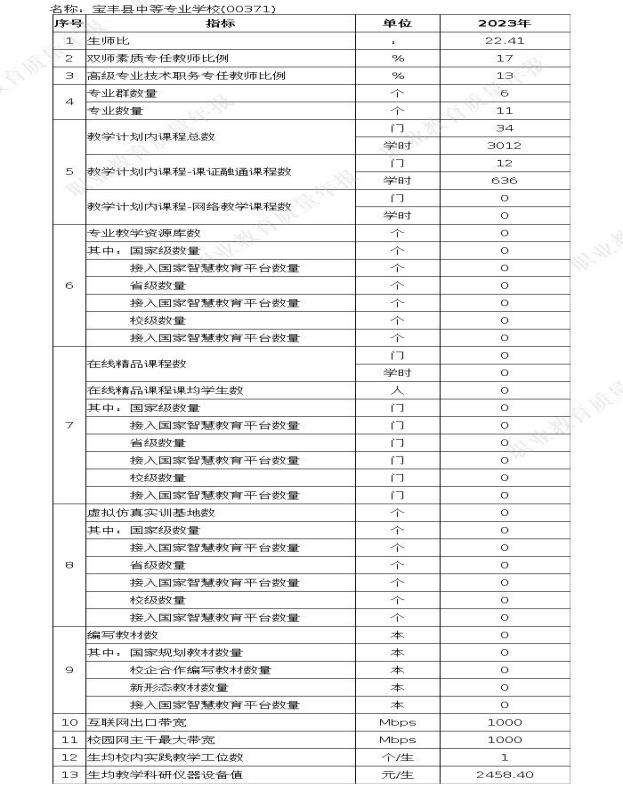 名称：宝丰县中等专业学校(00371)
序号 指标 单位 2023年
1 生师比 ： 22.41
2 双师素质专任教师比例 % 17
3 高级专业技术职务专任教师比例 % 13
4 专业群数量 个 6
专业数量 个 11
5 教学计划内课程总数 门 34
学时 3012
教学计划内课程-课证融通课程数 门 12
学时 636
教学计划内课程-网络教学课程数 门 0
学时 0
6 专业教学资源库数 个 0
其中：国家级数量 个 0
接入国家智慧教育平台数量 个 0
省级数量 个 0
接入国家智慧教育平台数量 个 0
校级数量 个 0
接入国家智慧教育平台数量 个 0
7 在线精品课程数 门 0
学时 0
在线精品课程课均学生数 人 0
其中：国家级数量 门 0
接入国家智慧教育平台数量 门 0
省级数量 门 0
接入国家智慧教育平台数量 门 0
校级数量 门 0
接入国家智慧教育平台数量 门 0
8 虚拟仿真实训基地数 个 0
其中：国家级数量 个 0
接入国家智慧教育平台数量 个 0
省级数量 个 0
接入国家智慧教育平台数量 个 0
校级数量 个 0
接入国家智慧教育平台数量 个 0
9 编写教材数 本 0
其中：国家规划教材数量 本 0
校企合作编写教材数量 本 0
新形态教材数量 本 0
接入国家智慧教育平台数量 本 0
10 互联网出口带宽 Mbps 1000
11 校园网主干最大带宽 Mbps 1000
12 生均校内实践教学工位数 个/生 1
13 生均教学科研仪器设备值 元/生 2458.40
职业教育质量年报